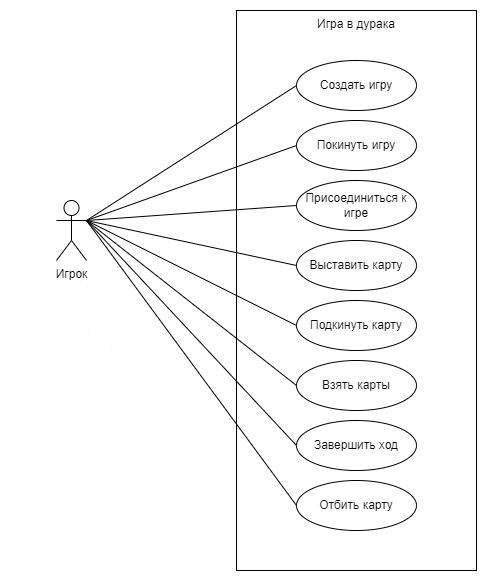 Игра в дурака
Создать игру
Покинуть игру
Присоединиться к
игре
Выставить карту
Подкинуть карту
Взять карты
Завершить ход
Отбить карту
Игрок